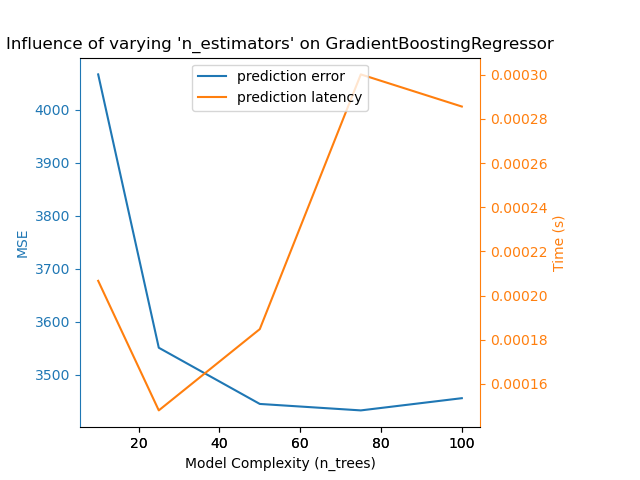 Influence of varying 'n_estimators' on GradientBoostingRegressor
prediction error
prediction latency
4000
3900
3800
3700
3600
3500
MSE
0.00030
0.00028
0.00026
0.00024
0.00022
0.00020
0.00018
0.00016
Time (s)
20 40 60 80 100
Model Complexity (n_trees)